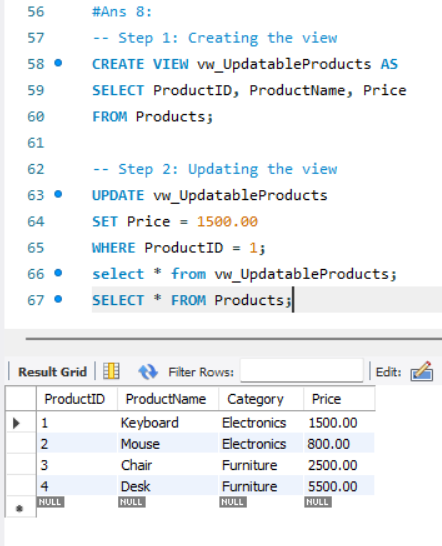 56 #Ans 8:
57 -- Step 1: Creating the view
58 CREATE VIEW vw_UpdatableProducts AS
59 SELECT ProductID, ProductName, Price
60 FROM Products;
61
62 -- Step 2: Updating the view
63 UPDATE vw_UpdatableProducts
64 SET Price = 1500.00
65 WHERE ProductID = 1;
66 select * from vw_UpdatableProducts;
67 SELECT * FROM Products;
Result Grid Filter Rows: Edit:
ProductID ProductName Category Price
1 Keyboard Electronics 1500.00
2 Mouse Electronics 800.00
3 Chair Furniture 2500.00
4 Desk Furniture 5500.00
NULL NULL NULL NULL